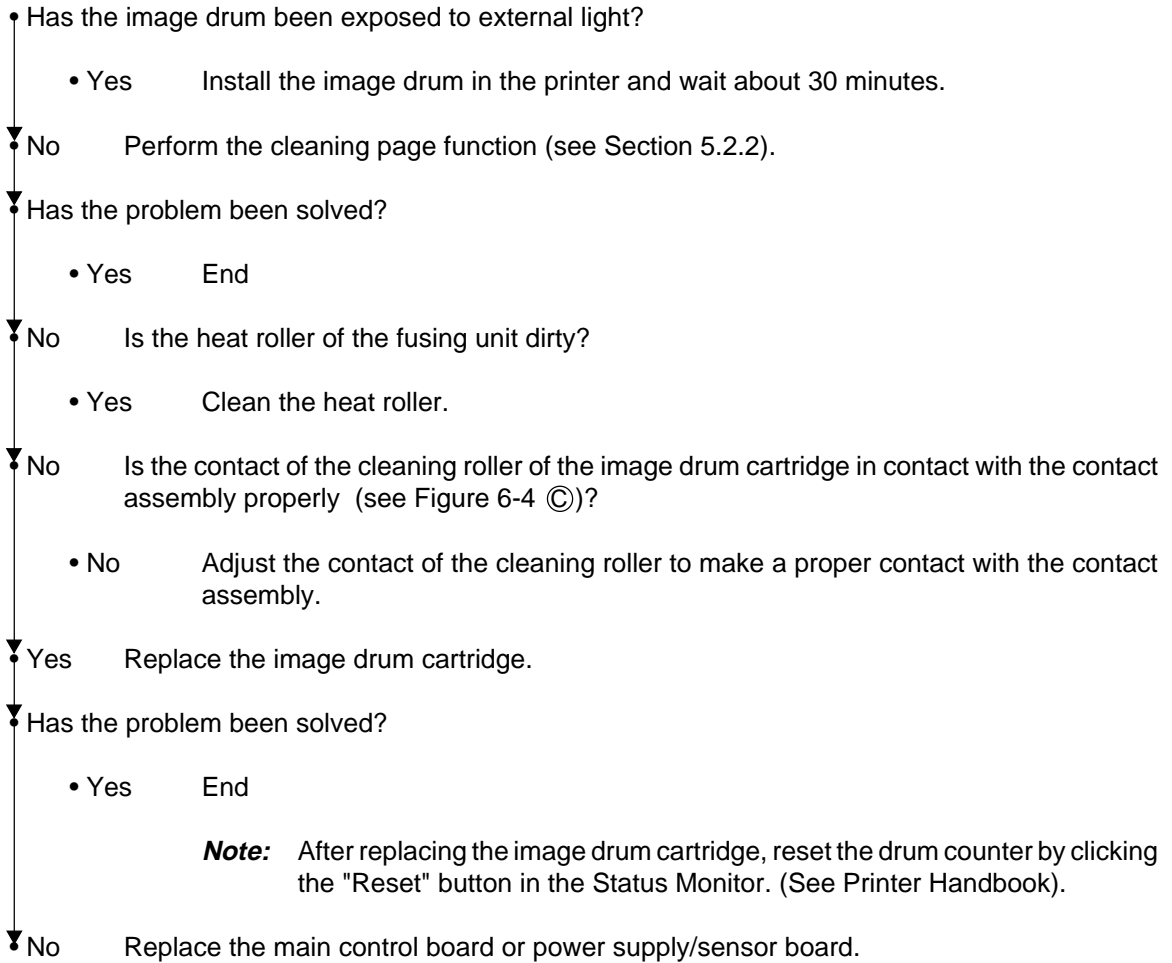 • Has the image drum been exposed to external light?
• Yes Install the image drum in the printer and wait about 30 minutes.
• No Perform the cleaning page function (see Section 5.2.2).
• Has the problem been solved?
• Yes End
• No Is the heat roller of the fusing unit dirty?
• Yes Clean the heat roller.
• No Is the contact of the cleaning roller of the image drum cartridge in contact with the contact
assembly properly (see Figure 6-4 Ⓒ)?
• No Adjust the contact of the cleaning roller to make a proper contact with the contact
assembly.
• Yes Replace the image drum cartridge.
• Has the problem been solved?
• Yes End
Note: After replacing the image drum cartridge, reset the drum counter by clicking
the "Reset" button in the Status Monitor. (See Printer Handbook).
• No Replace the main control board or power supply/sensor board.